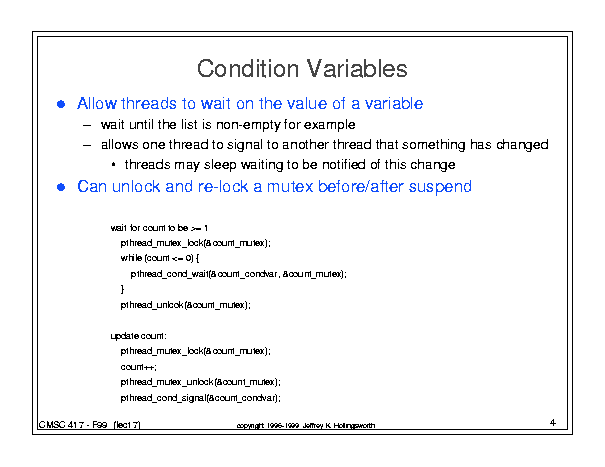 Condition Variables
● Allow threads to wait on the value of a variable
– wait until the list is non-empty for example
– allows one thread to signal to another thread that something has changed
• threads may sleep waiting to be notified of this change
● Can unlock and re-lock a mutex before/after suspend
wait for count to be >= 1
pthread_mutex_lock(&count_mutex);
while (count <= 0) {
pthread_cond_wait(&count_condvar, &count_mutex);
}
pthread_unlock(&count_mutex);
update count:
pthread_mutex_lock(&count_mutex);
count++;
pthread_mutex_unlock(&count_mutex);
pthread_cond_signal(&count_condvar);
CMSC 417 - F99 (lect 7)
copyright 1996-1999 Jeffrey K. Hollingsworth
4